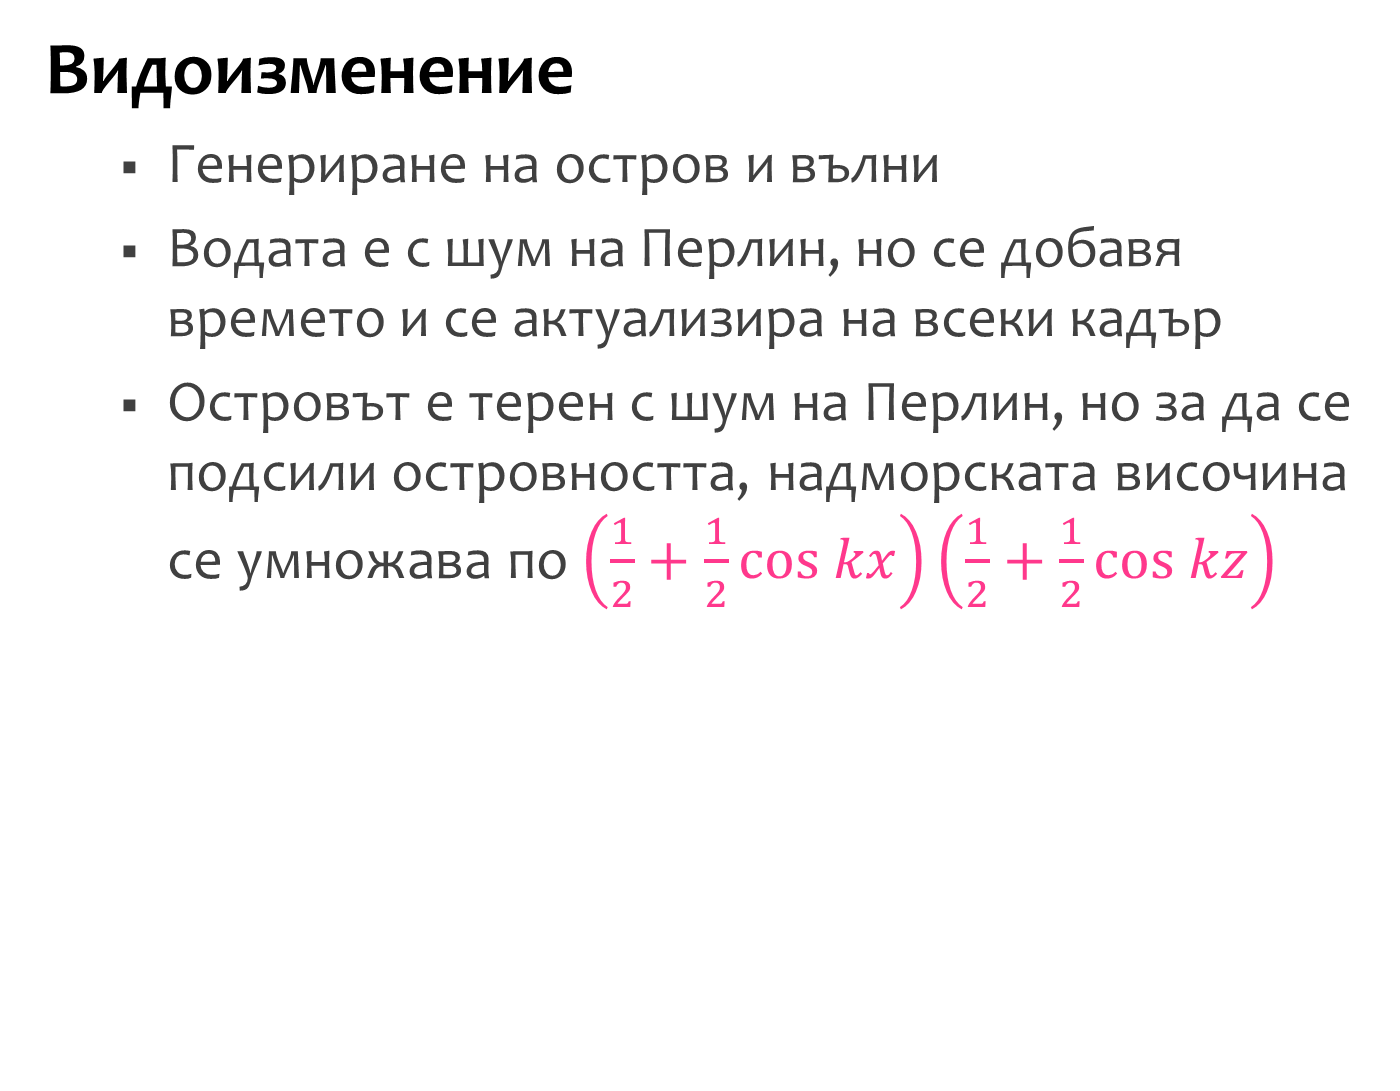 Видоизменение
▪ Генериране на остров и вълни
▪ Водата е с шум на Перлин, но се добавя
времето и се актуализира на всеки кадър
▪ Островът е терен с шум на Перлин, но за да се
подсили островността, надморската височина
се умножава по (1/2 + 1/2 cos kx)(1/2 + 1/2 cos kz)